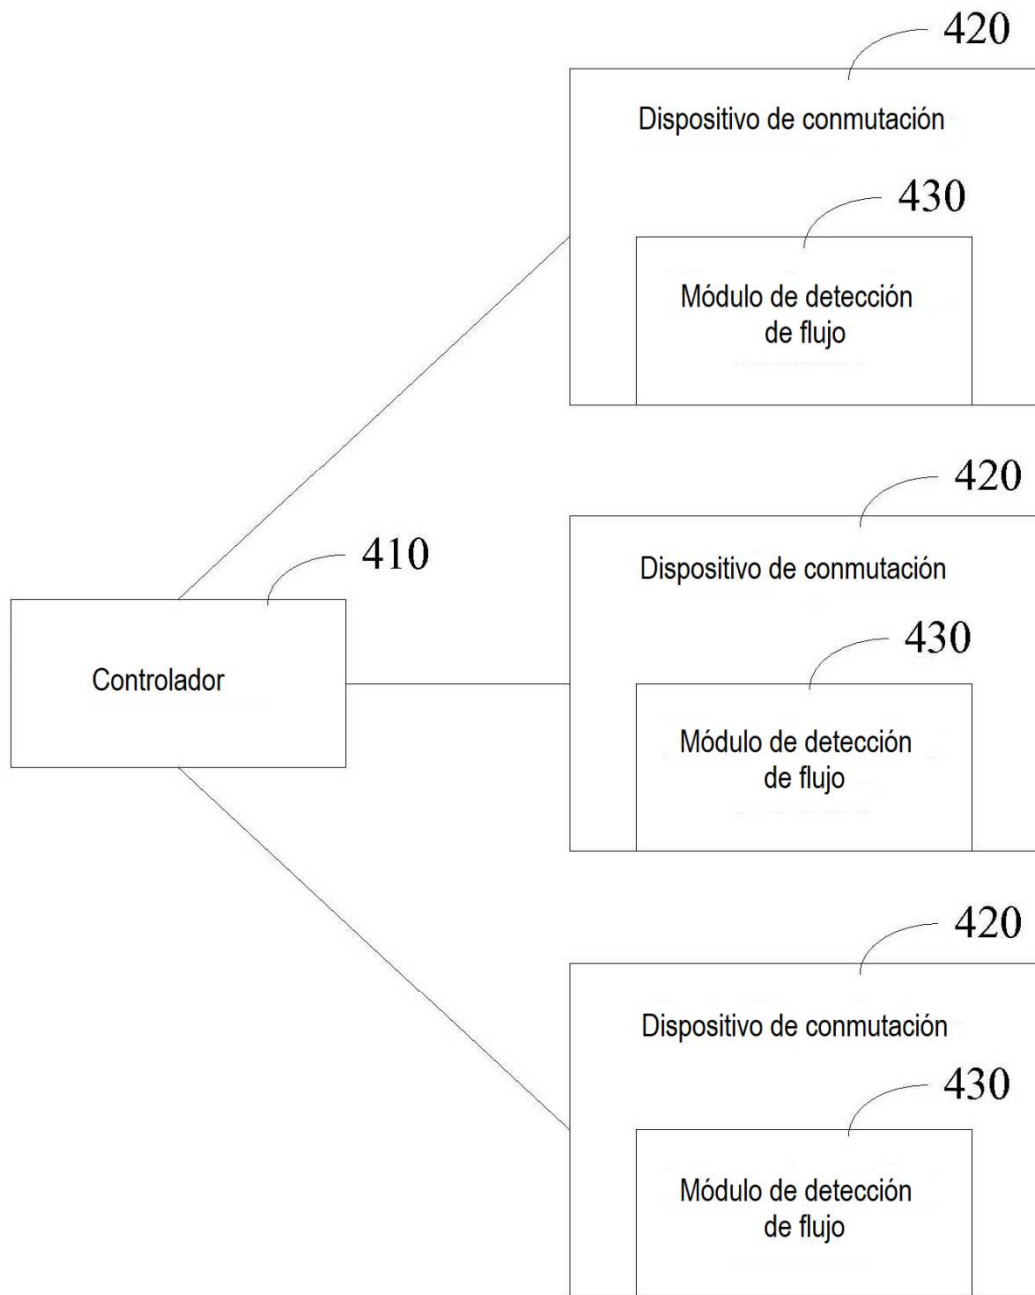 420
Dispositivo de conmutación
430
Módulo de detección
de flujo
420
Dispositivo de conmutación
410
430
Controlador
Módulo de detección
de flujo
420
Dispositivo de conmutación
430
Módulo de detección
de flujo